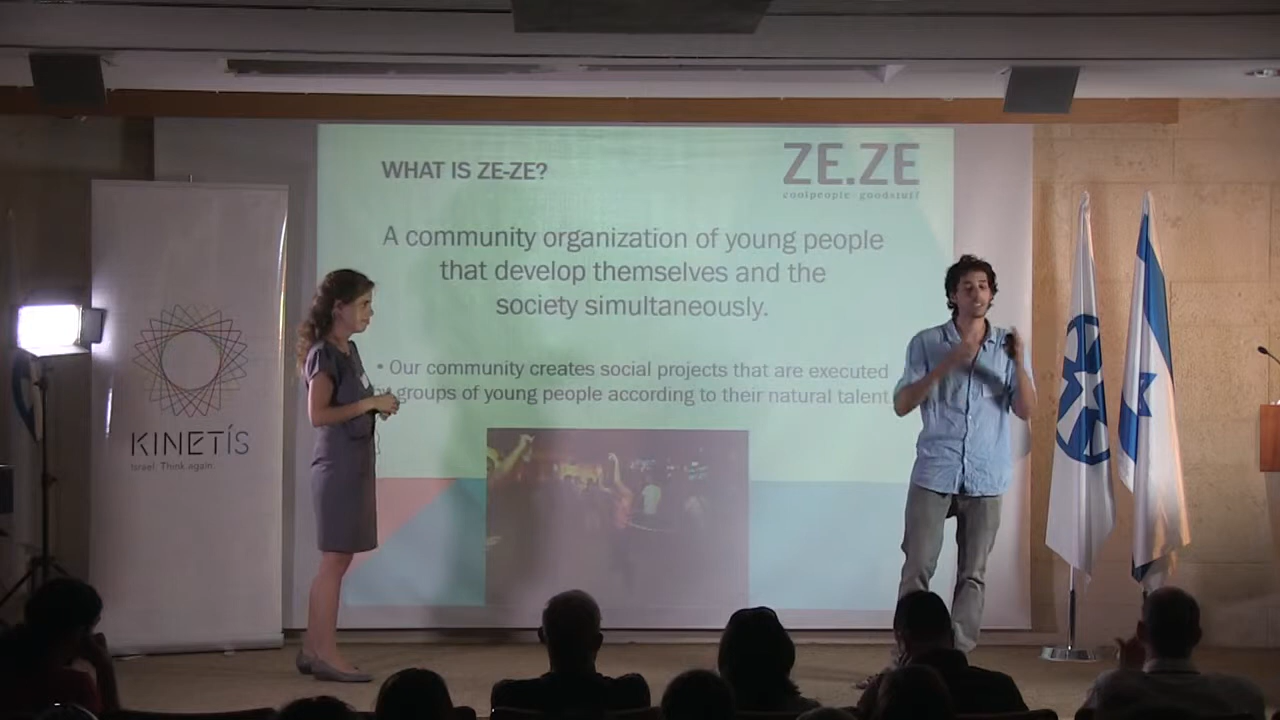 WHAT IS ZE-ZE?
ZE.ZE
coolpeople goodstuff
A community organization of young people
that develop themselves and the
society simultaneously.
• Our community creates social projects that are executed
by groups of young people according to their natural talent
KINETIS
Israel. Think again.